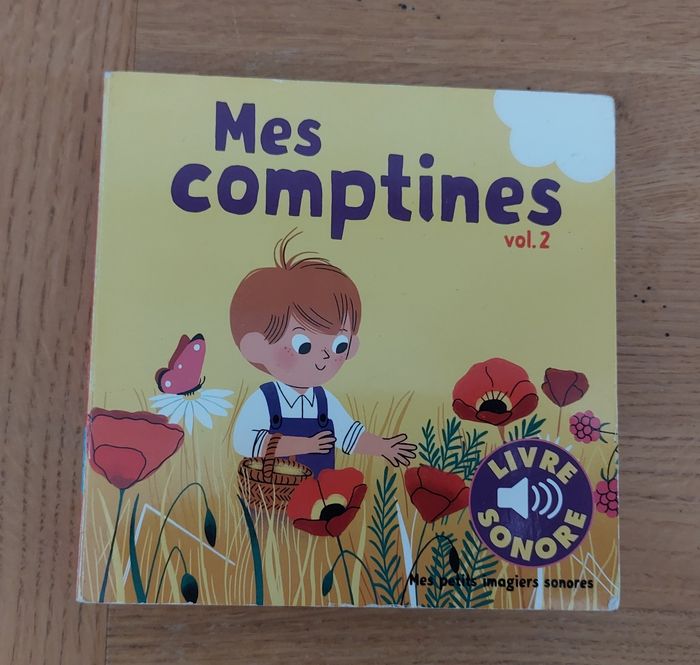 Mes
comptines
vol.2
LIVRE
SONORE
Mes petits imagiers sonores